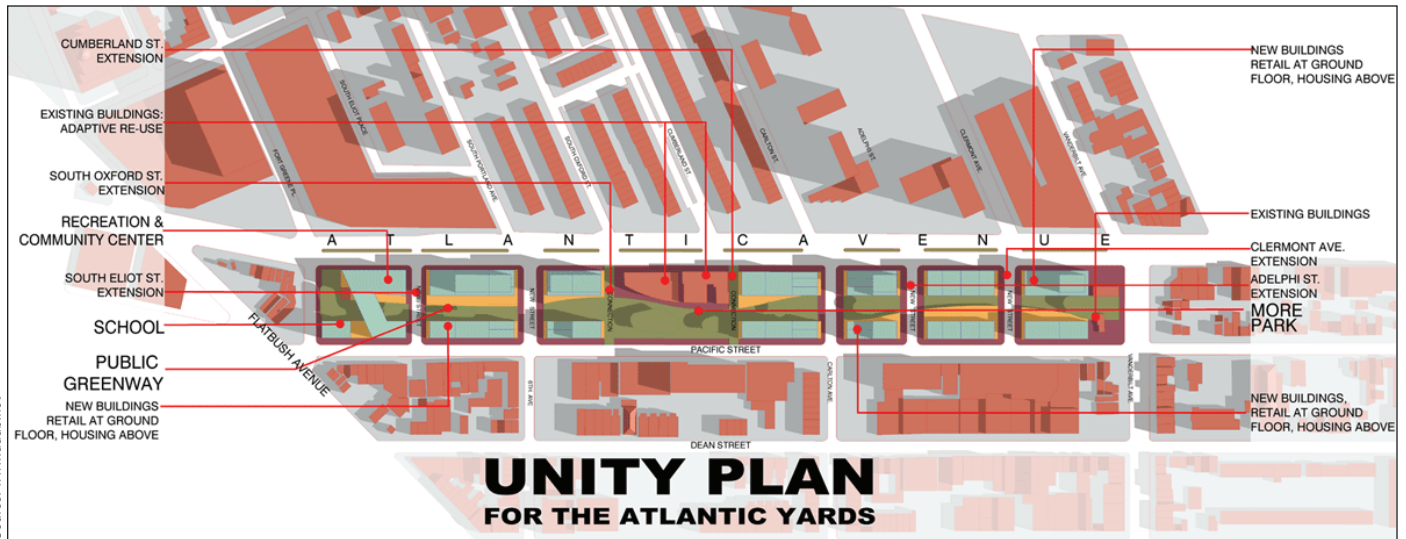 CUMBERLAND ST.
EXTENSION
EXISTING BUILDINGS:
ADAPTIVE RE-USE
SOUTH OXFORD ST.
EXTENSION
RECREATION &
COMMUNITY CENTER
SOUTH ELIOT ST.
EXTENSION
SCHOOL
PUBLIC
GREENWAY
NEW BUILDINGS
RETAIL AT GROUND
FLOOR, HOUSING ABOVE
FORT GREENE PL.
SOUTH ELIOT PLACE
SOUTH PORTLAND AVE.
SOUTH OXFORD ST.
CUMBERLAND ST.
CARLTON ST.
ADELPHI ST.
CLERMONT AVE.
VANDERBILT AVE.
ATLANTIC AVENUE
NEW STREET
CONNECTION
CONNECTION
NEW STREET
NEW STREET
FLATBUSH AVENUE
PACIFIC STREET
6TH AVE
CARLTON AVE.
VANDERBILT AVE.
DEAN STREET
NEW BUILDINGS
RETAIL AT GROUND
FLOOR, HOUSING ABOVE
EXISTING BUILDINGS
CLERMONT AVE.
EXTENSION
ADELPHI ST.
EXTENSION
MORE
PARK
NEW BUILDINGS,
RETAIL AT GROUND
FLOOR, HOUSING ABOVE
UNITY PLAN
FOR THE ATLANTIC YARDS